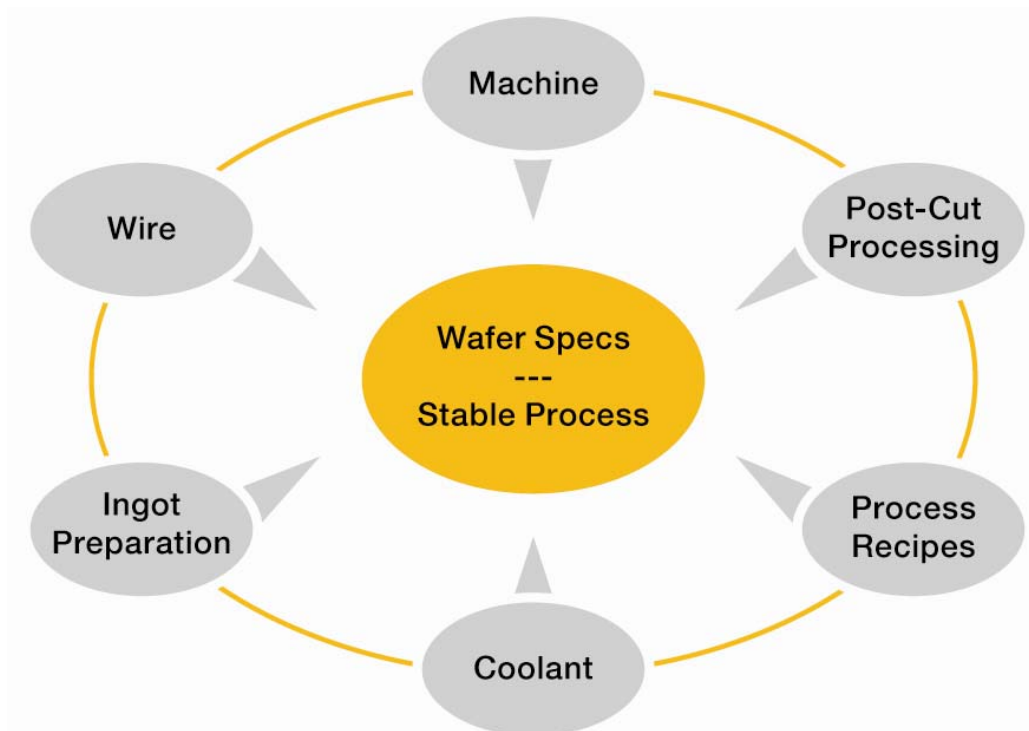 Machine
Wire
Post-Cut
Processing
Wafer Specs
---
Stable Process
Ingot
Preparation
Process
Recipes
Coolant